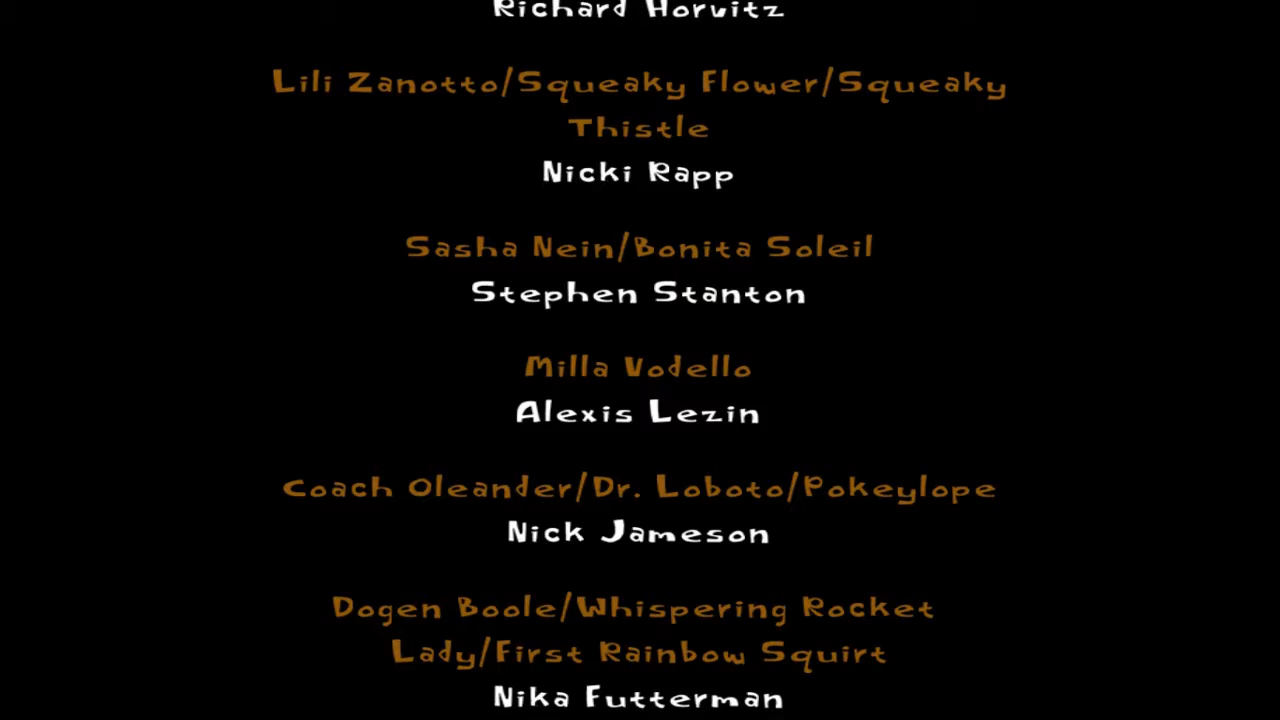 Richard Horvitz
Lili Zanotto/Squeaky Flower/Squeaky
Thistle
Nicki Rapp
Sasha Nein/Bonita Soleil
Stephen Stanton
Milla Vodello
Alexis Lezin
Coach Oleander/Dr. Loboto/Pokeylope
Nick Jameson
Dogen Boole/Whispering Rocket
Lady/First Rainbow Squirt
Nika Futterman